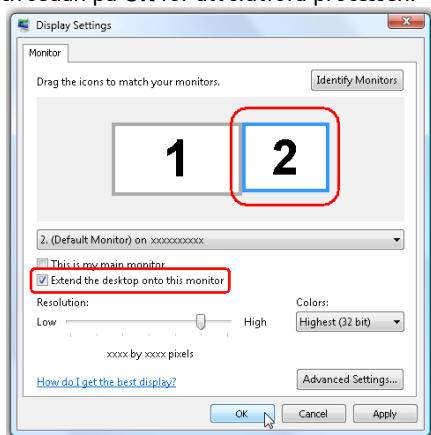 Display Settings
Monitor
Drag the icons to match your monitors.
Identify Monitors
1
2
2. (Default Monitor) on xxxxxxxxxx
This is my main monitor
Extend the desktop onto this monitor
Resolution:
Colors:
Low
High
Highest (32 bit)
xxxx by xxxx pixels
How do I get the best display?
Advanced Settings...
OK
Cancel
Apply